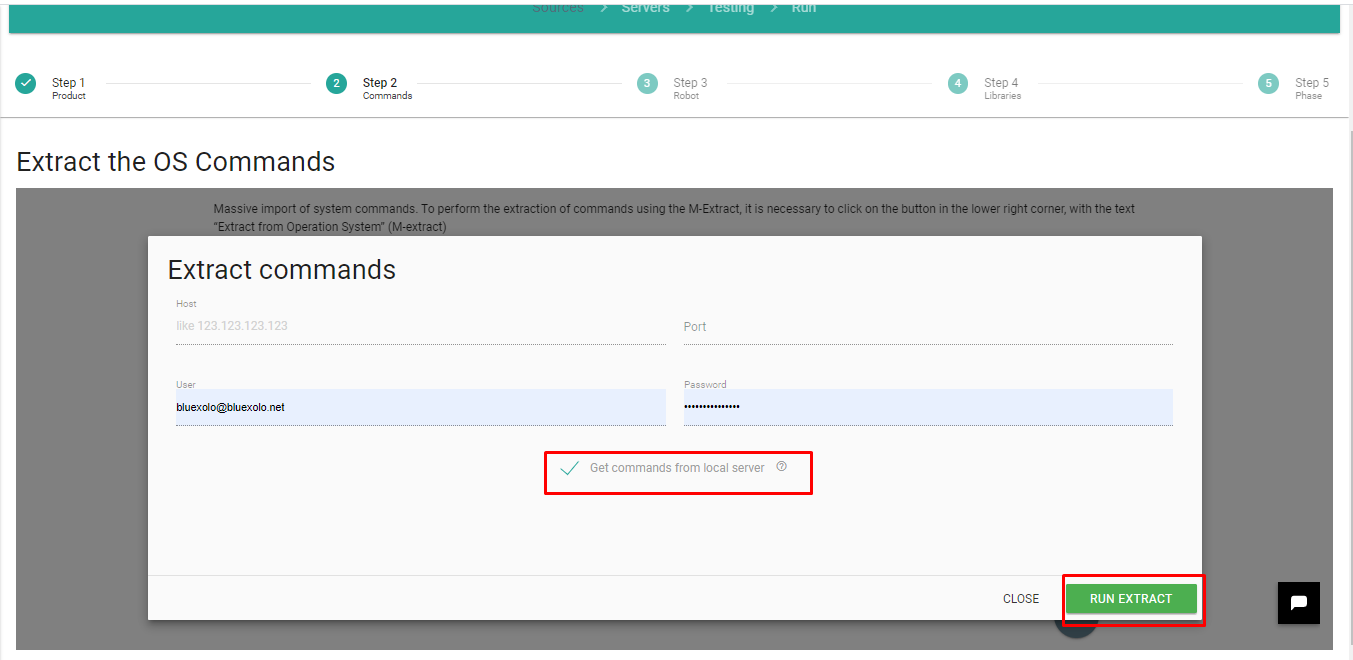 Sources > Servers > Testing > Run
Step 1
Product
2
Step 2
Commands
3
Step 3
Robot
4
Step 4
Libraries
5
Step 5
Phase
Extract the OS Commands
Massive import of system commands. To perform the extraction of commands using the M-Extract, it is necessary to click on the button in the lower right corner, with the text
“Extract from Operation System” (M-extract)
Extract commands
Host
like 123.123.123.123
Port
User
bluexolo@bluexolo.net
Password
•••••••••••••••
Get commands from local server
CLOSE
RUN EXTRACT